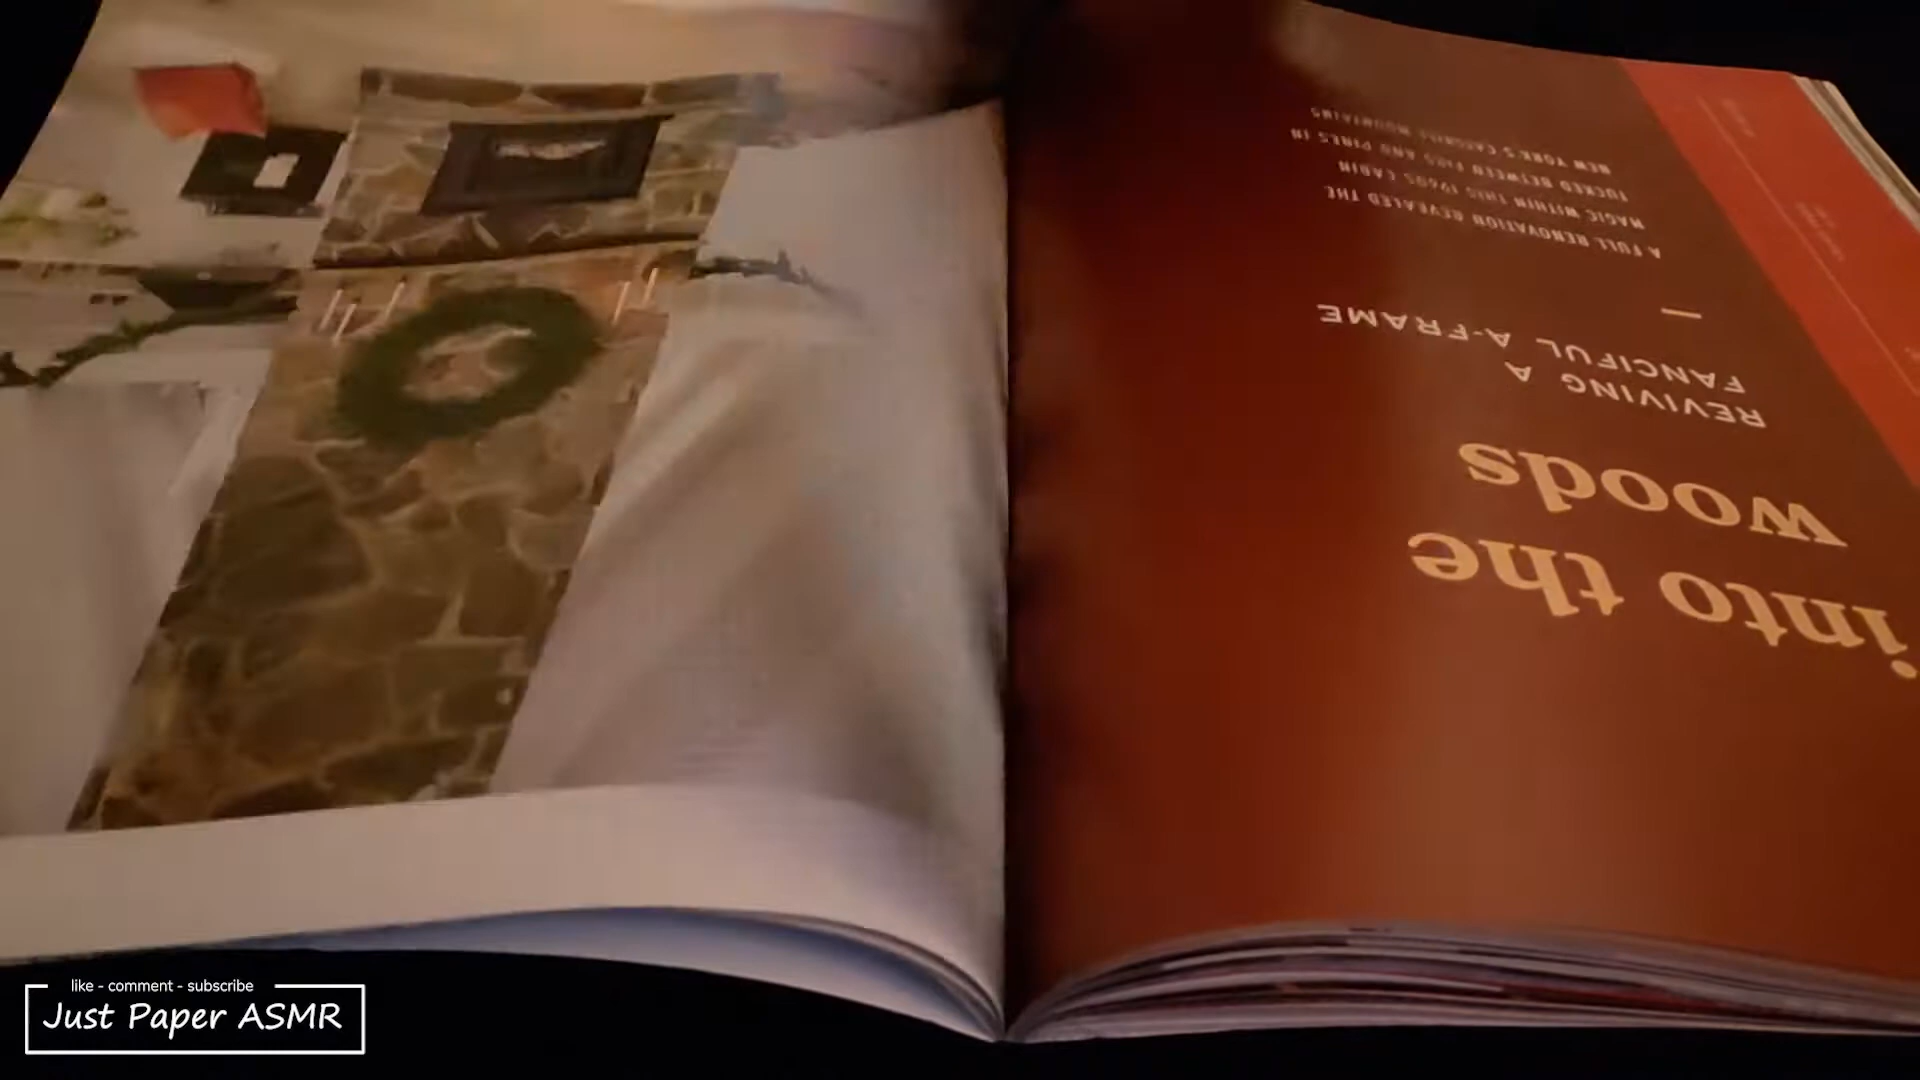 into the
woods
REVIVING A
FANCIFUL A-FRAME
A FULL RENOVATION REVEALED THE
MAGIC WITHIN THIS 1960S CABIN
TUCKED BETWEEN FIRS AND PINES IN
NEW YORK'S CATSKILL MOUNTAINS
like - comment - subscribe
Just Paper ASMR